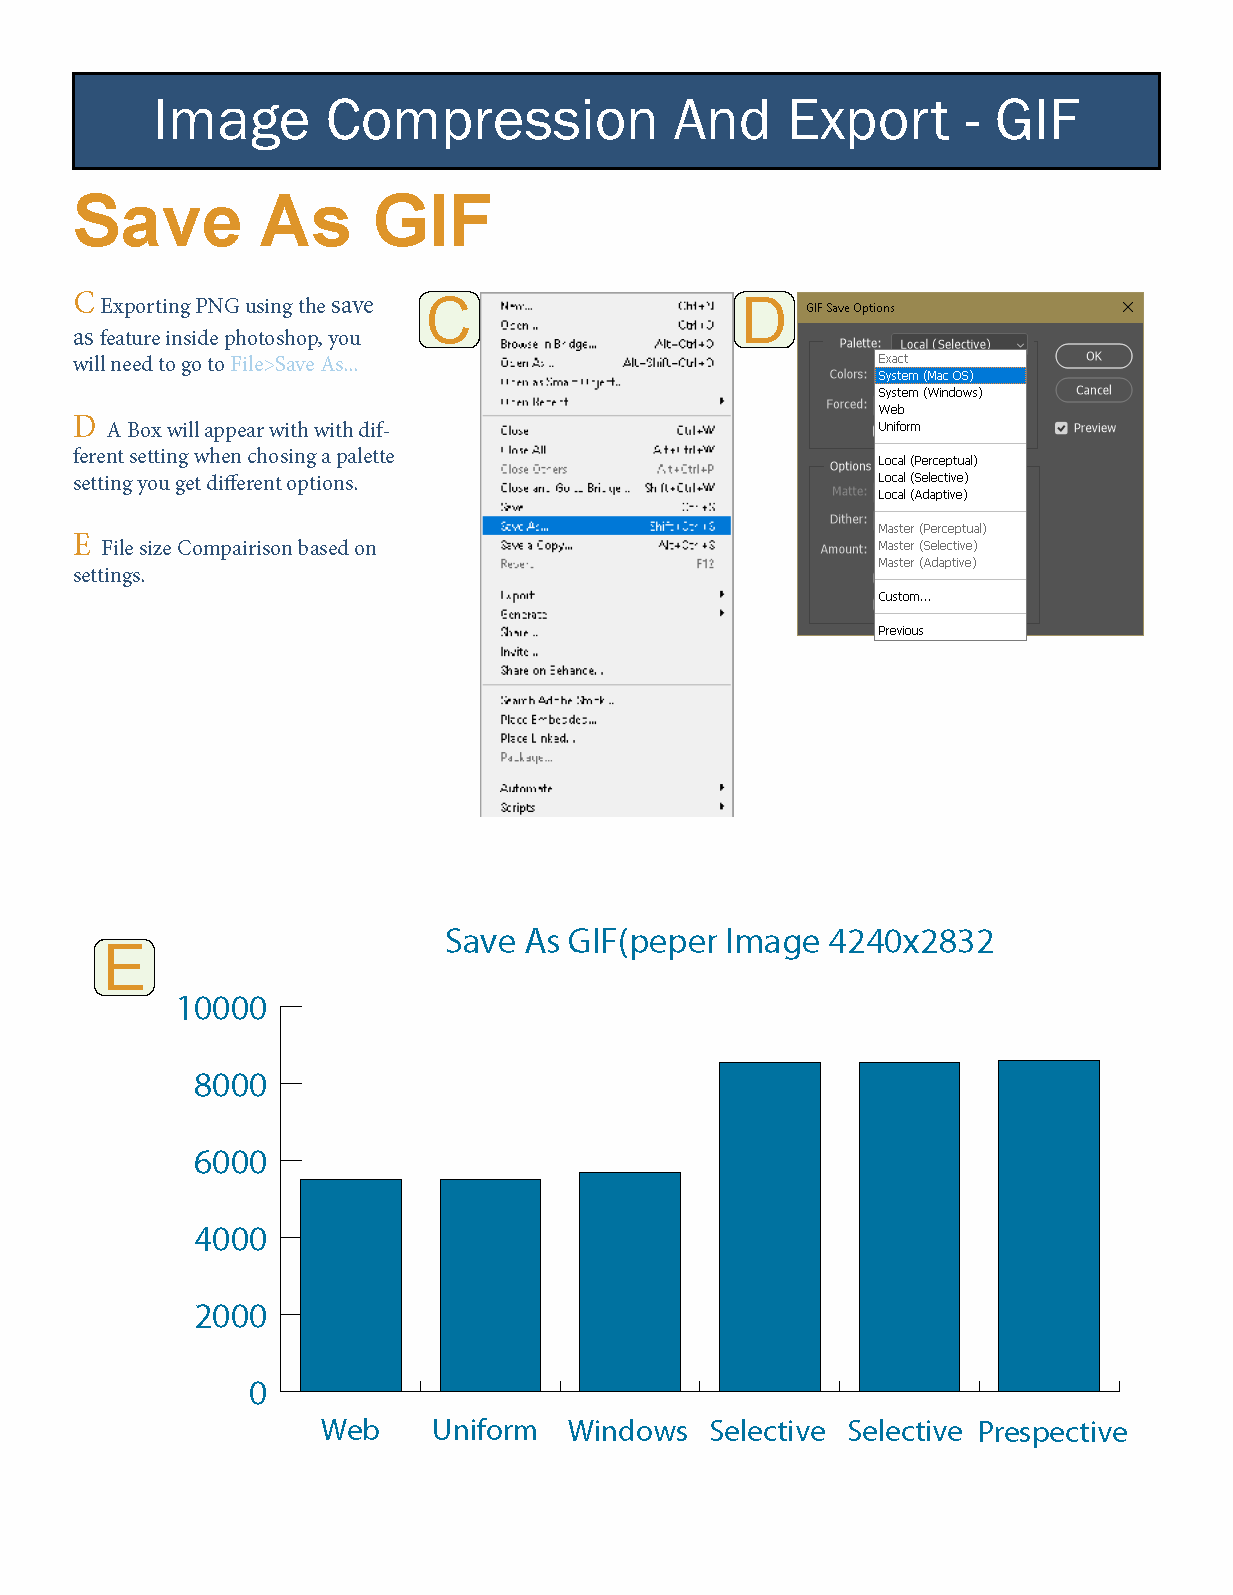 Image Compression And Export - GIF
Save As GIF
C Exporting PNG using the save
as feature inside photoshop, you
will need to go to File>Save As...
D A Box will appear with with dif-
ferent setting when chosing a palette
setting you get different options.
E File size Compairison based on
settings.
C
New...
Ctrl+N
Open...
Ctrl+O
Browse in Bridge...
Alt+Ctrl+O
Open As...
Alt+Shift+Ctrl+O
Open as Smart Object...
Open Recent
Close
Ctrl+W
Close All
Alt+Ctrl+W
Close Others
Alt+Ctrl+P
Close and Go to Bridge...
Shift+Ctrl+W
Save
Ctrl+S
Save As...
Shift+Ctrl+S
Save a Copy...
Alt+Ctrl+S
Revert
F12
Export
Generate
Share...
Invite...
Share on Behance...
Search Adobe Stock...
Place Embedded...
Place Linked...
Package...
Automate
Scripts
D
GIF Save Options
Palette: Local (Selective)
OK
Exact
Colors:
System (Mac OS)
System (Windows)
Cancel
Forced:
Web
Uniform
Preview
Local (Perceptual)
Options
Local (Selective)
Matte:
Local (Adaptive)
Dither:
Master (Perceptual)
Amount:
Master (Selective)
Master (Adaptive)
Custom...
Previous
E
Save As GIF(peper Image 4240x2832
10000
8000
6000
4000
2000
0
Web Uniform Windows Selective Selective Prespective